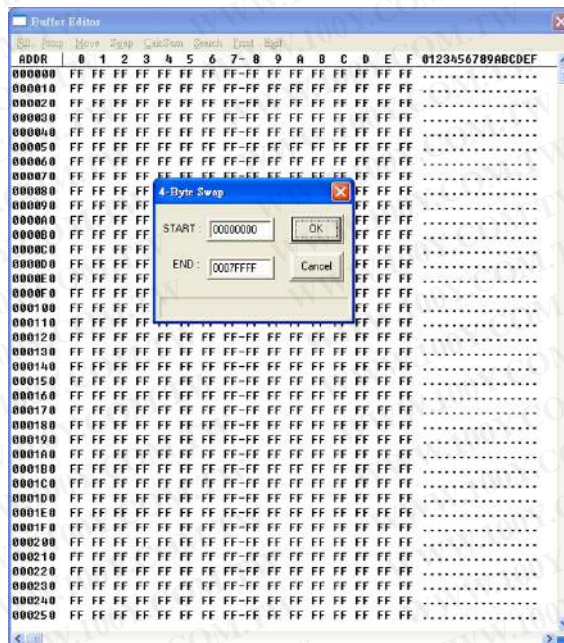 Buffer Editor
Fill Jump Move Swap CalcSum Search Print Exit
ADDR 0 1 2 3 4 5 6 7- 8 9 A B C D E F 0123456789ABCDEF
000000 FF FF FF FF FF FF FF FF-FF FF FF FF FF FF FF FF ................
000010 FF FF FF FF FF FF FF FF-FF FF FF FF FF FF FF FF ................
000020 FF FF FF FF FF FF FF FF-FF FF FF FF FF FF FF FF ................
000030 FF FF FF FF FF FF FF FF-FF FF FF FF FF FF FF FF ................
000040 FF FF FF FF FF FF FF FF-FF FF FF FF FF FF FF FF ................
000050 FF FF FF FF FF FF FF FF-FF FF FF FF FF FF FF FF ................
000060 FF FF FF FF FF FF FF FF-FF FF FF FF FF FF FF FF ................
000070 FF FF FF FF FF FF FF FF-FF FF FF FF FF FF FF FF ................
000080 FF FF FF FF FF FF FF ................
000090 FF FF FF FF FF FF FF ................
0000A0 FF FF FF FF FF FF FF ................
0000B0 FF FF FF FF FF FF FF ................
0000C0 FF FF FF FF FF FF FF ................
0000D0 FF FF FF FF FF FF FF ................
0000E0 FF FF FF FF FF FF FF ................
0000F0 FF FF FF FF FF FF FF ................
000100 FF FF FF FF FF FF FF ................
000110 FF FF FF FF FF FF FF FF-FF FF FF FF FF FF FF FF ................
4-Byte Swap
START : 00000000 OK
END : 0007FFFF Cancel
000120 FF FF FF FF FF FF FF FF-FF FF FF FF FF FF FF FF ................
000130 FF FF FF FF FF FF FF FF-FF FF FF FF FF FF FF FF ................
000140 FF FF FF FF FF FF FF FF-FF FF FF FF FF FF FF FF ................
000150 FF FF FF FF FF FF FF FF-FF FF FF FF FF FF FF FF ................
000160 FF FF FF FF FF FF FF FF-FF FF FF FF FF FF FF FF ................
000170 FF FF FF FF FF FF FF FF-FF FF FF FF FF FF FF FF ................
000180 FF FF FF FF FF FF FF FF-FF FF FF FF FF FF FF FF ................
000190 FF FF FF FF FF FF FF FF-FF FF FF FF FF FF FF FF ................
0001A0 FF FF FF FF FF FF FF FF-FF FF FF FF FF FF FF FF ................
0001B0 FF FF FF FF FF FF FF FF-FF FF FF FF FF FF FF FF ................
0001C0 FF FF FF FF FF FF FF FF-FF FF FF FF FF FF FF FF ................
0001D0 FF FF FF FF FF FF FF FF-FF FF FF FF FF FF FF FF ................
0001E0 FF FF FF FF FF FF FF FF-FF FF FF FF FF FF FF FF ................
0001F0 FF FF FF FF FF FF FF FF-FF FF FF FF FF FF FF FF ................
000200 FF FF FF FF FF FF FF FF-FF FF FF FF FF FF FF FF ................
000210 FF FF FF FF FF FF FF FF-FF FF FF FF FF FF FF FF ................
000220 FF FF FF FF FF FF FF FF-FF FF FF FF FF FF FF FF ................
000230 FF FF FF FF FF FF FF FF-FF FF FF FF FF FF FF FF ................
000240 FF FF FF FF FF FF FF FF-FF FF FF FF FF FF FF FF ................
000250 FF FF FF FF FF FF FF FF-FF FF FF FF FF FF FF FF ................
WWW.100Y.COM.TW